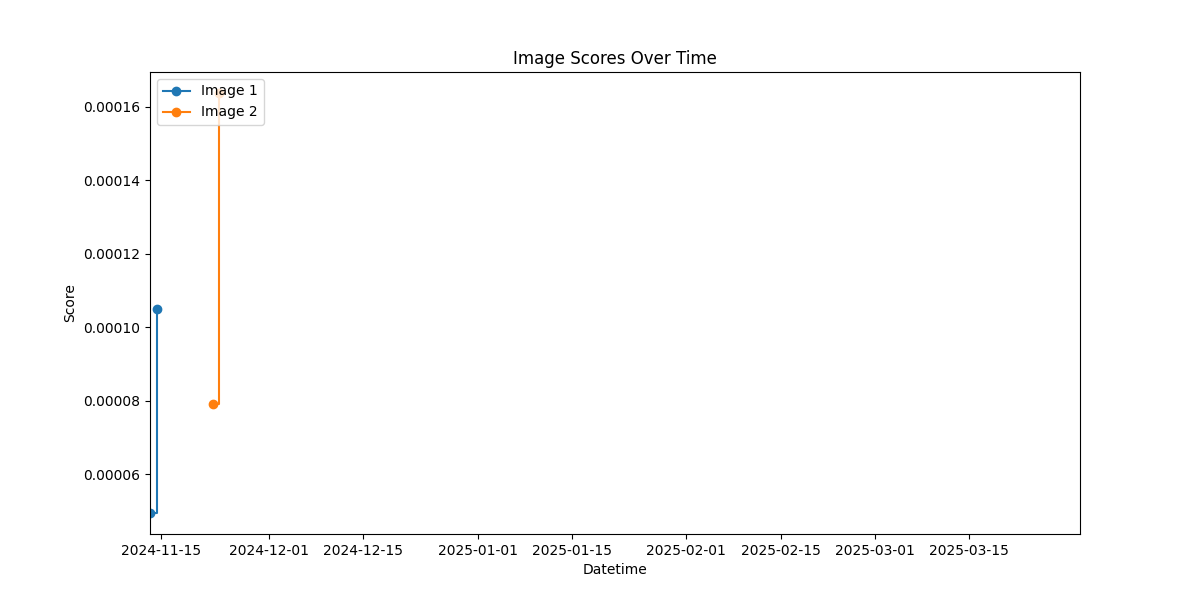 Image Scores Over Time
Image 1
Image 2
0.00016
0.00014
0.00012
0.00010
0.00008
0.00006
Score
2024-11-15 2024-12-01 2024-12-15 2025-01-01 2025-01-15 2025-02-01 2025-02-15 2025-03-01 2025-03-15
Datetime